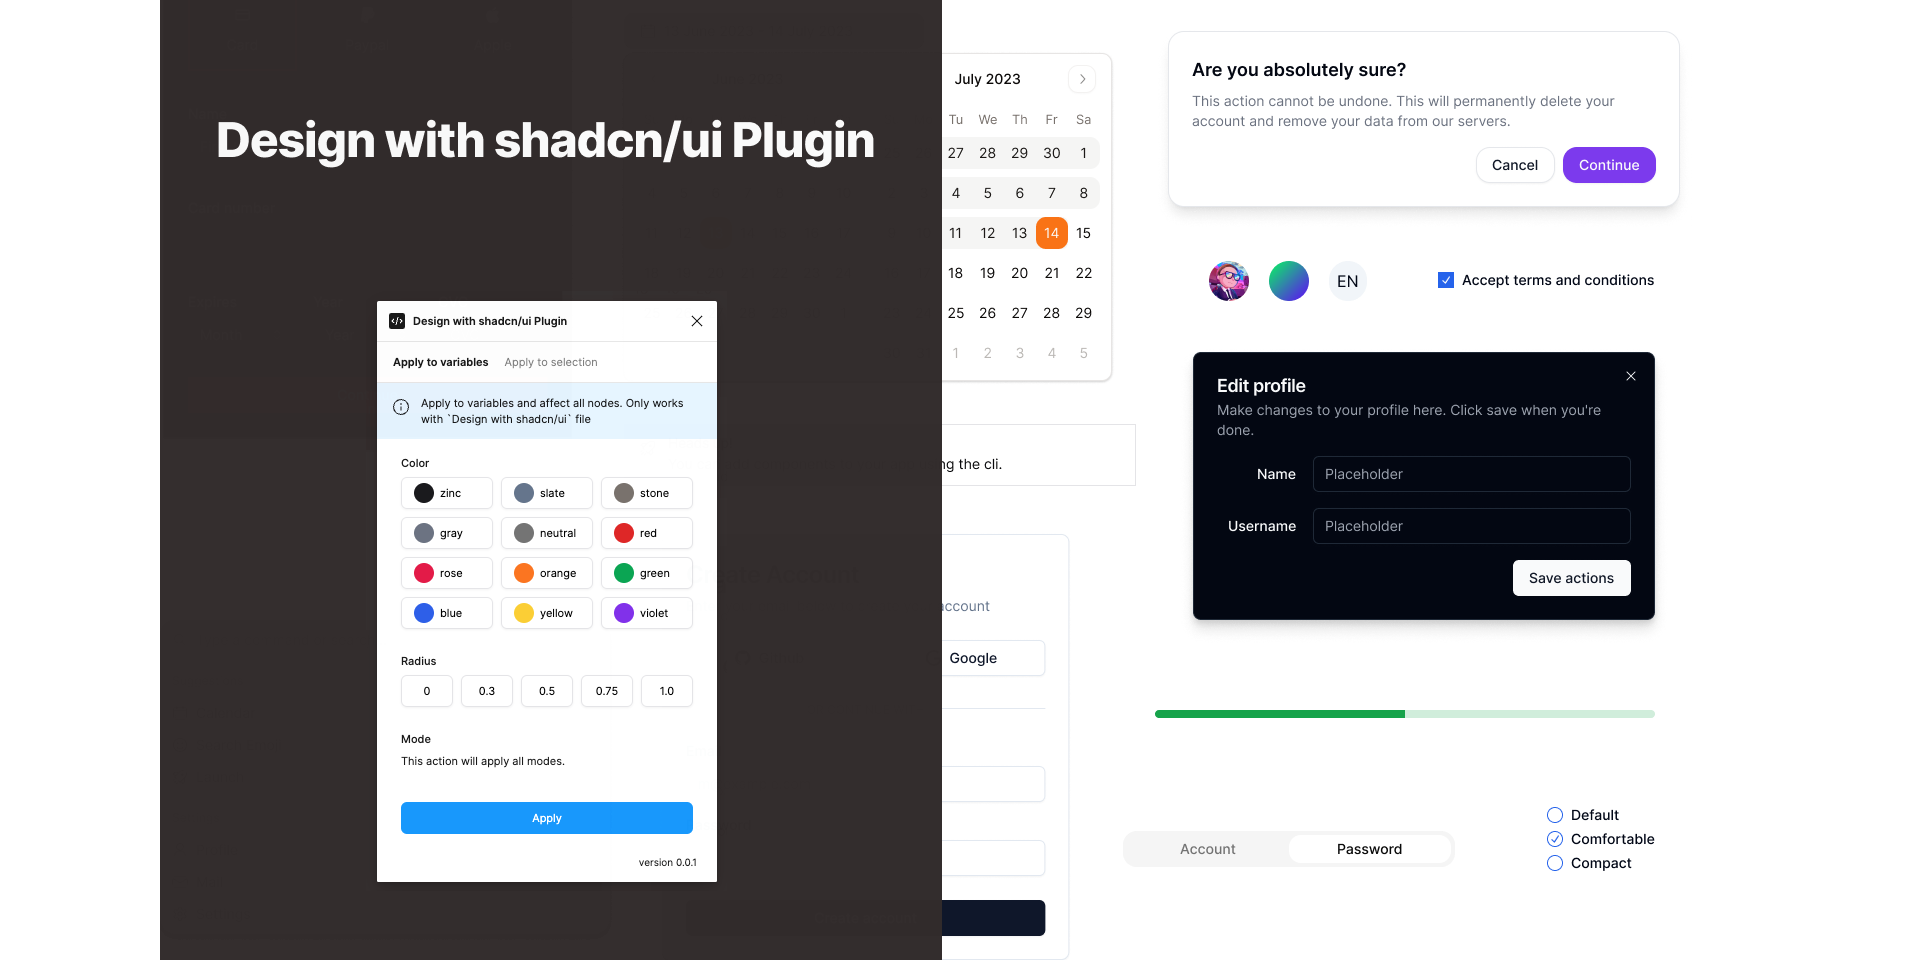 Design with shadcn/ui Plugin
Design with shadcn/ui Plugin
Apply to variables Apply to selection
Apply to variables and affect all nodes. Only works
with `Design with shadcn/ui` file
Color
zinc slate stone
gray neutral red
rose orange green
blue yellow violet
Radius
0 0.3 0.5 0.75 1.0
Mode
This action will apply all modes.
Apply
version 0.0.1
July 2023
Tu We Th Fr Sa
27 28 29 30 1
4 5 6 7 8
11 12 13 14 15
18 19 20 21 22
25 26 27 28 29
1 2 3 4 5
the cli.
account
Google
Are you absolutely sure?
This action cannot be undone. This will permanently delete your
account and remove your data from our servers.
Cancel Continue
EN
Accept terms and conditions
Edit profile
Make changes to your profile here. Click save when you're
done.
Name Placeholder
Username Placeholder
Save actions
Account Password
Default
Comfortable
Compact